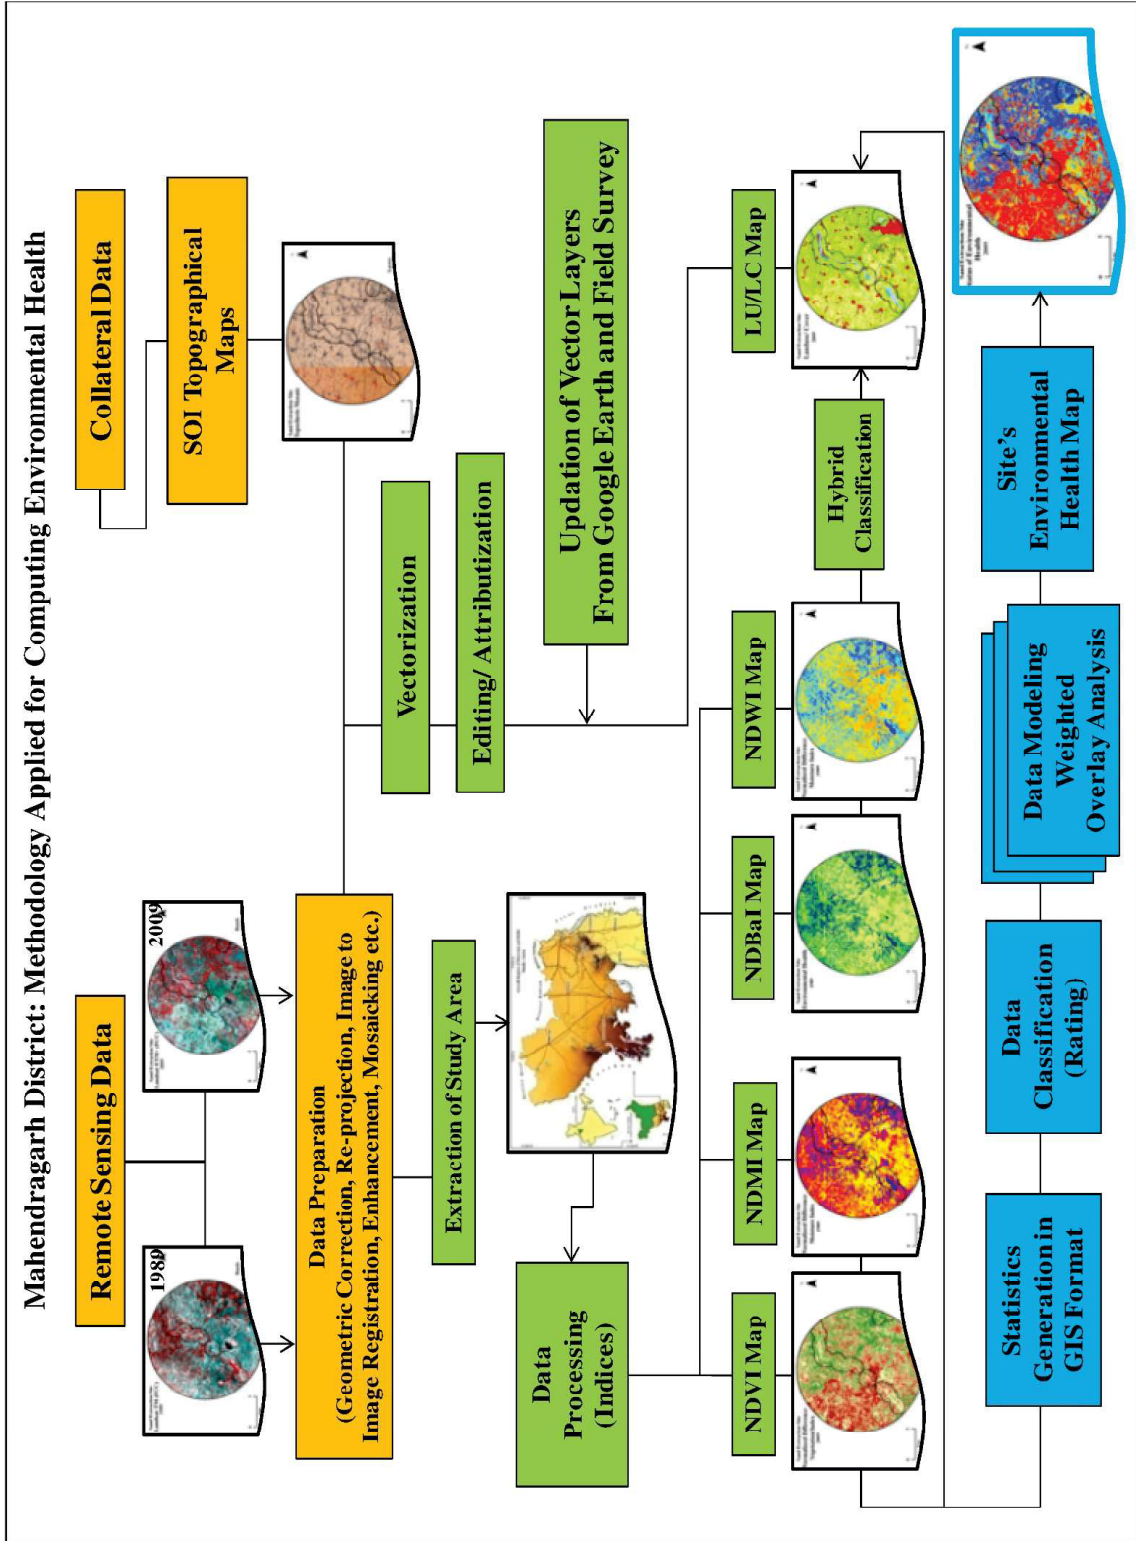 Mahendragarh District: Methodology Applied for Computing Environmental Health
Remote Sensing Data
Collateral Data
1989
2009
SOI Topographical
Maps
Data Preparation
(Geometric Correction, Re-projection, Image to
Image Registration, Enhancement, Mosaicking etc.)
Vectorization
Editing/ Attributization
Extraction of Study Area
Updation of Vector Layers
From Google Earth and Field Survey
Data
Processing
(Indices)
NDVI Map
NDMI Map
NDBaI Map
NDWI Map
LU/LC Map
Hybrid
Classification
Statistics
Generation in
GIS Format
Data
Classification
(Rating)
Data Modeling
Weighted
Overlay Analysis
Site's
Environmental
Health Map